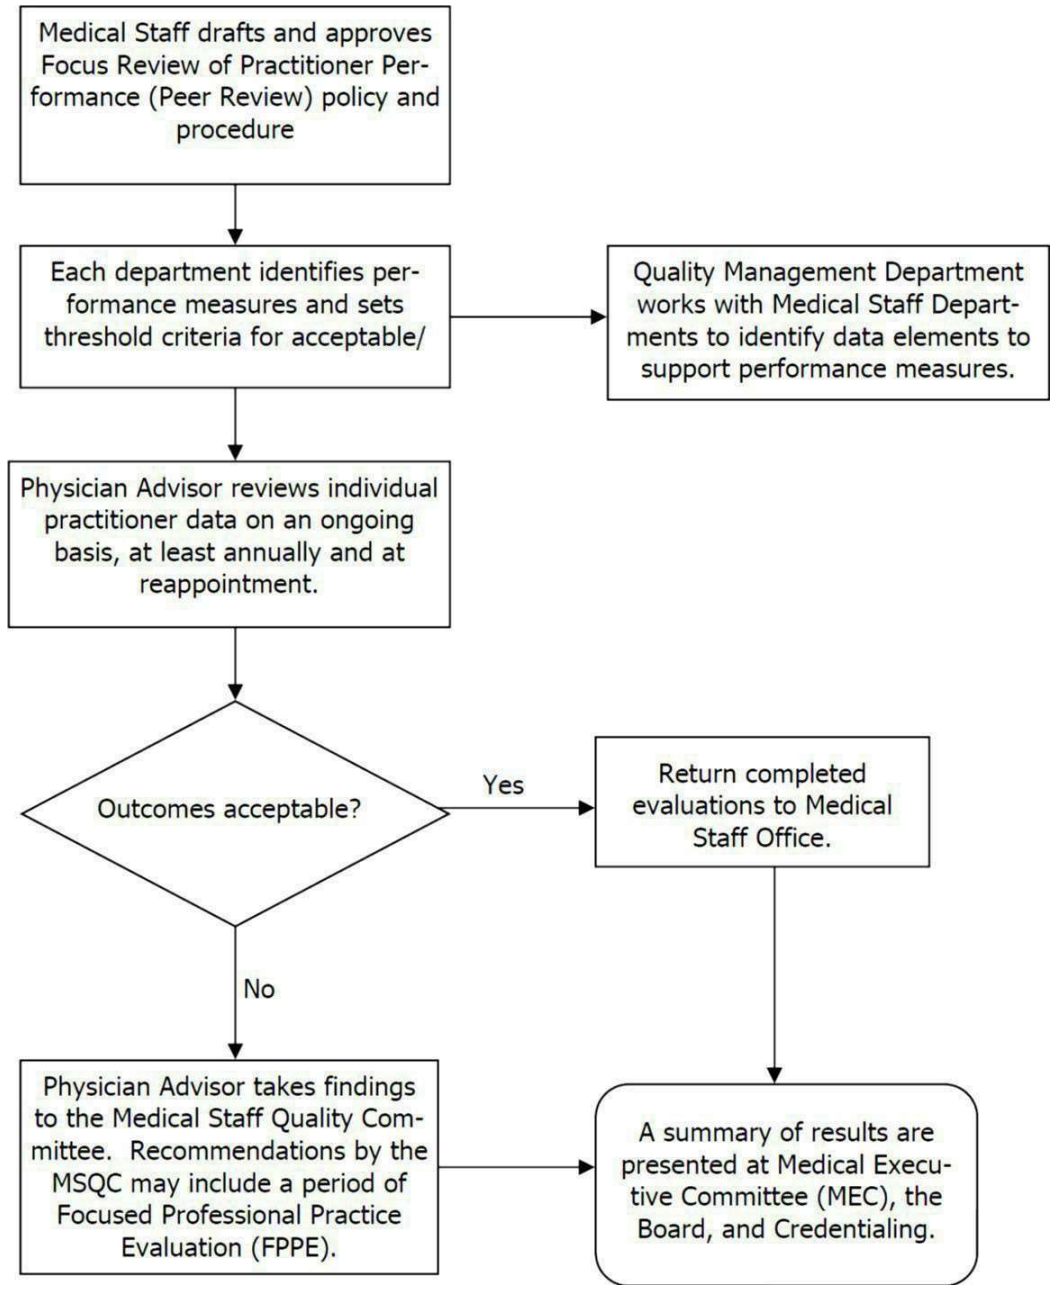 Medical Staff drafts and approves
Focus Review of Practitioner Per-
formance (Peer Review) policy and
procedure
Each department identifies per-
formance measures and sets
threshold criteria for acceptable/
Quality Management Department
works with Medical Staff Depart-
ments to identify data elements to
support performance measures.
Physician Advisor reviews individual
practitioner data on an ongoing
basis, at least annually and at
reappointment.
Outcomes acceptable?
Yes
Return completed
evaluations to Medical
Staff Office.
No
Physician Advisor takes findings
to the Medical Staff Quality Com-
mittee.  Recommendations by the
MSQC may include a period of
Focused Professional Practice
Evaluation (FPPE).
A summary of results are
presented at Medical Execu-
tive Committee (MEC), the
Board, and Credentialing.